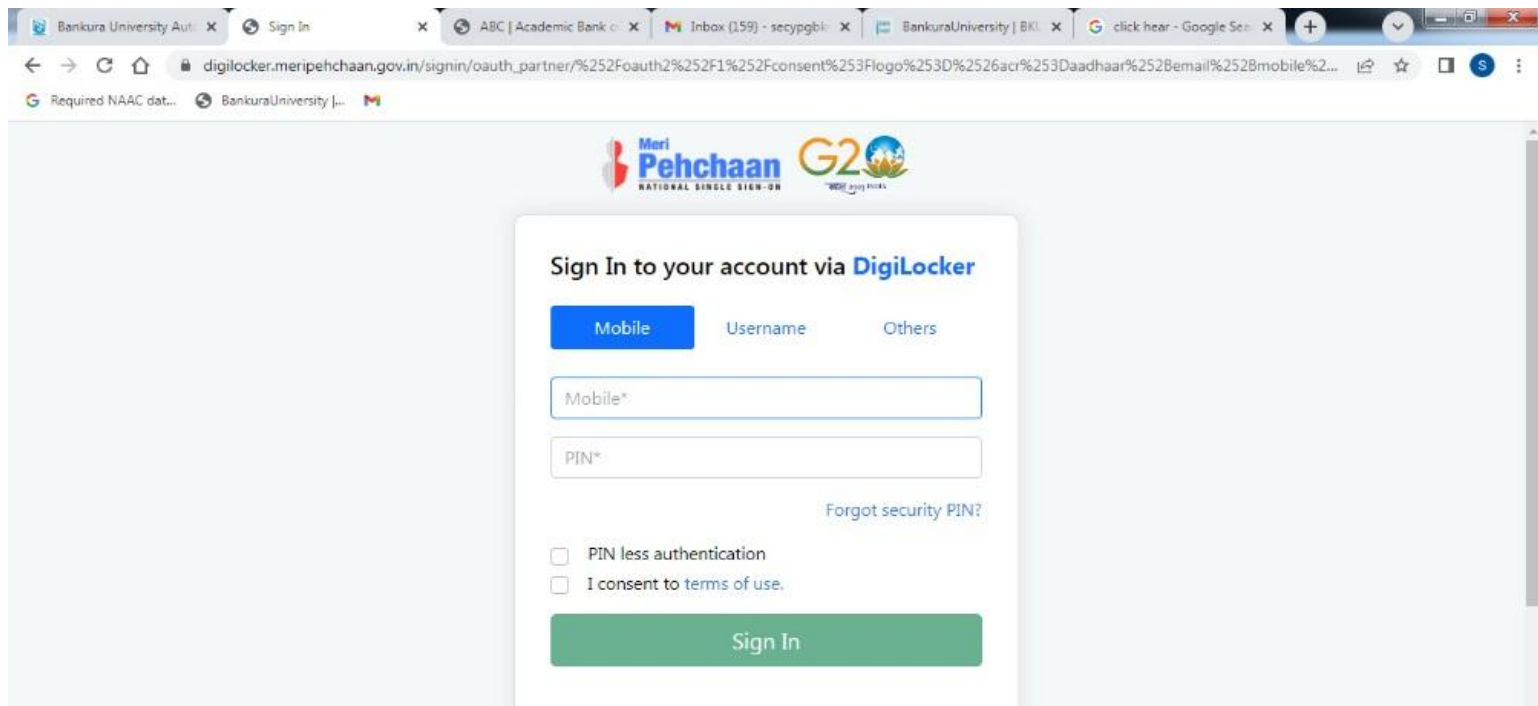 Bankura University Aut
Sign In
ABC | Academic Bank o
Inbox (159) - secypgbk
BankuraUniversity | BKU
click hear - Google Sea
digilocker.meripehchaan.gov.in/signin/oauth_partner/%252Foauth2%252F1%252Fconsent%253Flogo%253D%2526acr%253Daadhaar%252Bemail%252Bmobile%2...
S
Required NAAC dat...
BankuraUniversity |...
Meri
Pehchaan
NATIONAL SINGLE SIGN-ON
G20
Sign In to your account via DigiLocker
Mobile Username Others
Mobile*
PIN*
Forgot security PIN?
PIN less authentication
I consent to terms of use.
Sign In